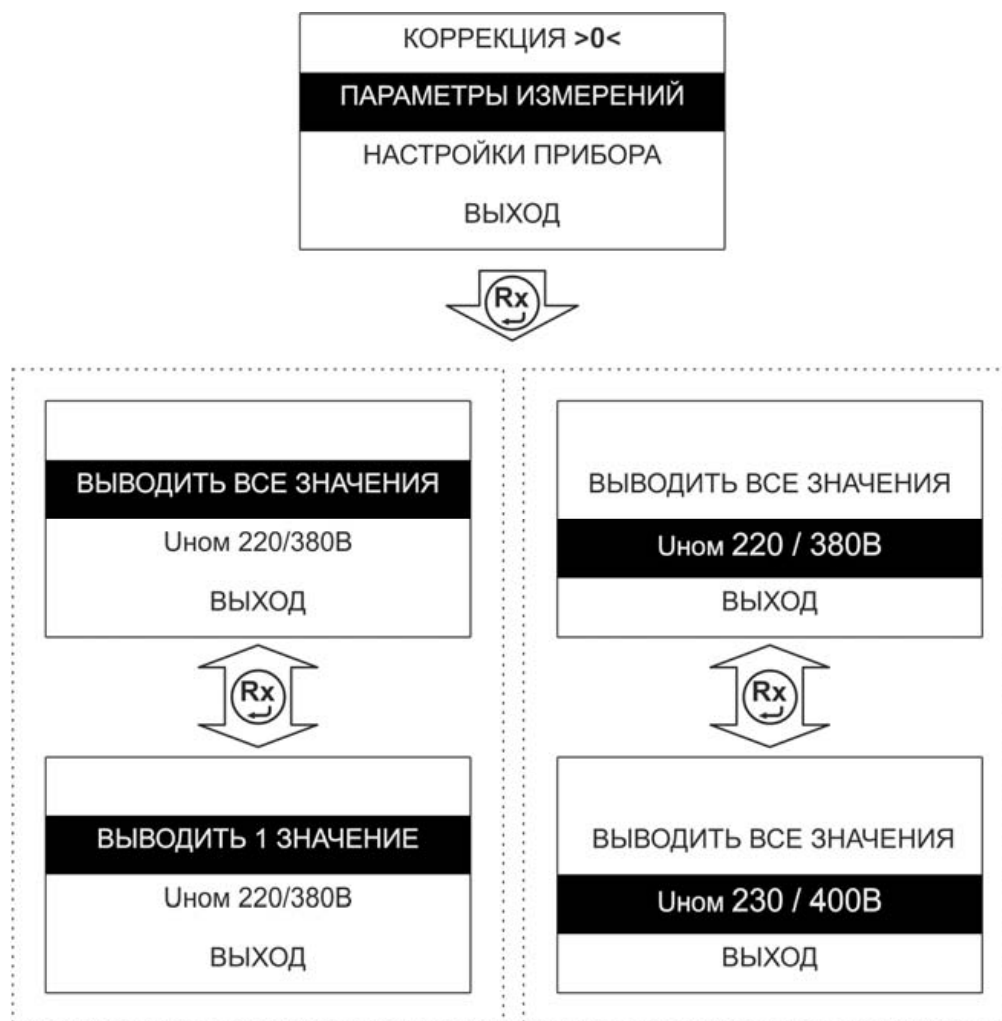 КОРРЕКЦИЯ >0<
ПАРАМЕТРЫ ИЗМЕРЕНИЙ
НАСТРОЙКИ ПРИБОРА
ВЫХОД
Rx
ВЫВОДИТЬ ВСЕ ЗНАЧЕНИЯ
Uном 220/380В
ВЫХОД
Rx
ВЫВОДИТЬ 1 ЗНАЧЕНИЕ
Uном 220/380В
ВЫХОД
ВЫВОДИТЬ ВСЕ ЗНАЧЕНИЯ
Uном 220 / 380В
ВЫХОД
Rx
ВЫВОДИТЬ ВСЕ ЗНАЧЕНИЯ
Uном 230 / 400В
ВЫХОД